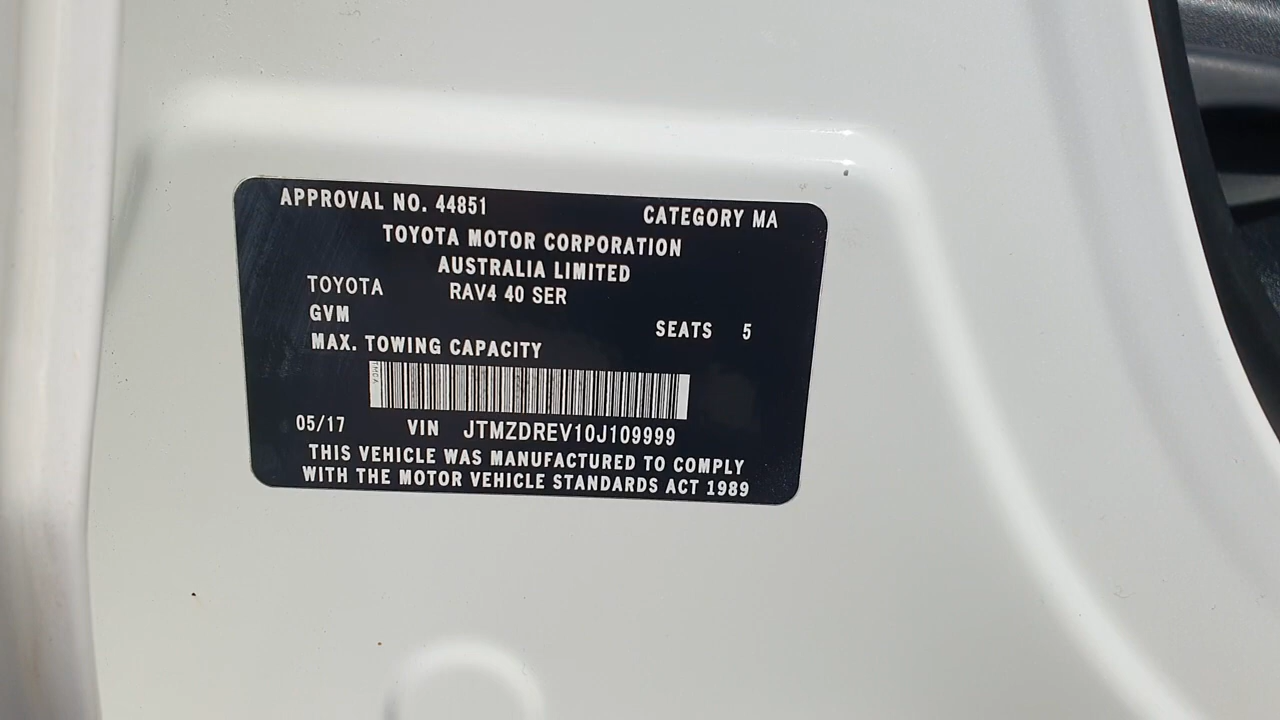 APPROVAL NO. 44851 CATEGORY MA
TOYOTA MOTOR CORPORATION
AUSTRALIA LIMITED
TOYOTA RAV4 40 SER
GVM
SEATS 5
MAX. TOWING CAPACITY
TMCA
05/17 VIN JTMZDREV10J109999
THIS VEHICLE WAS MANUFACTURED TO COMPLY
WITH THE MOTOR VEHICLE STANDARDS ACT 1989